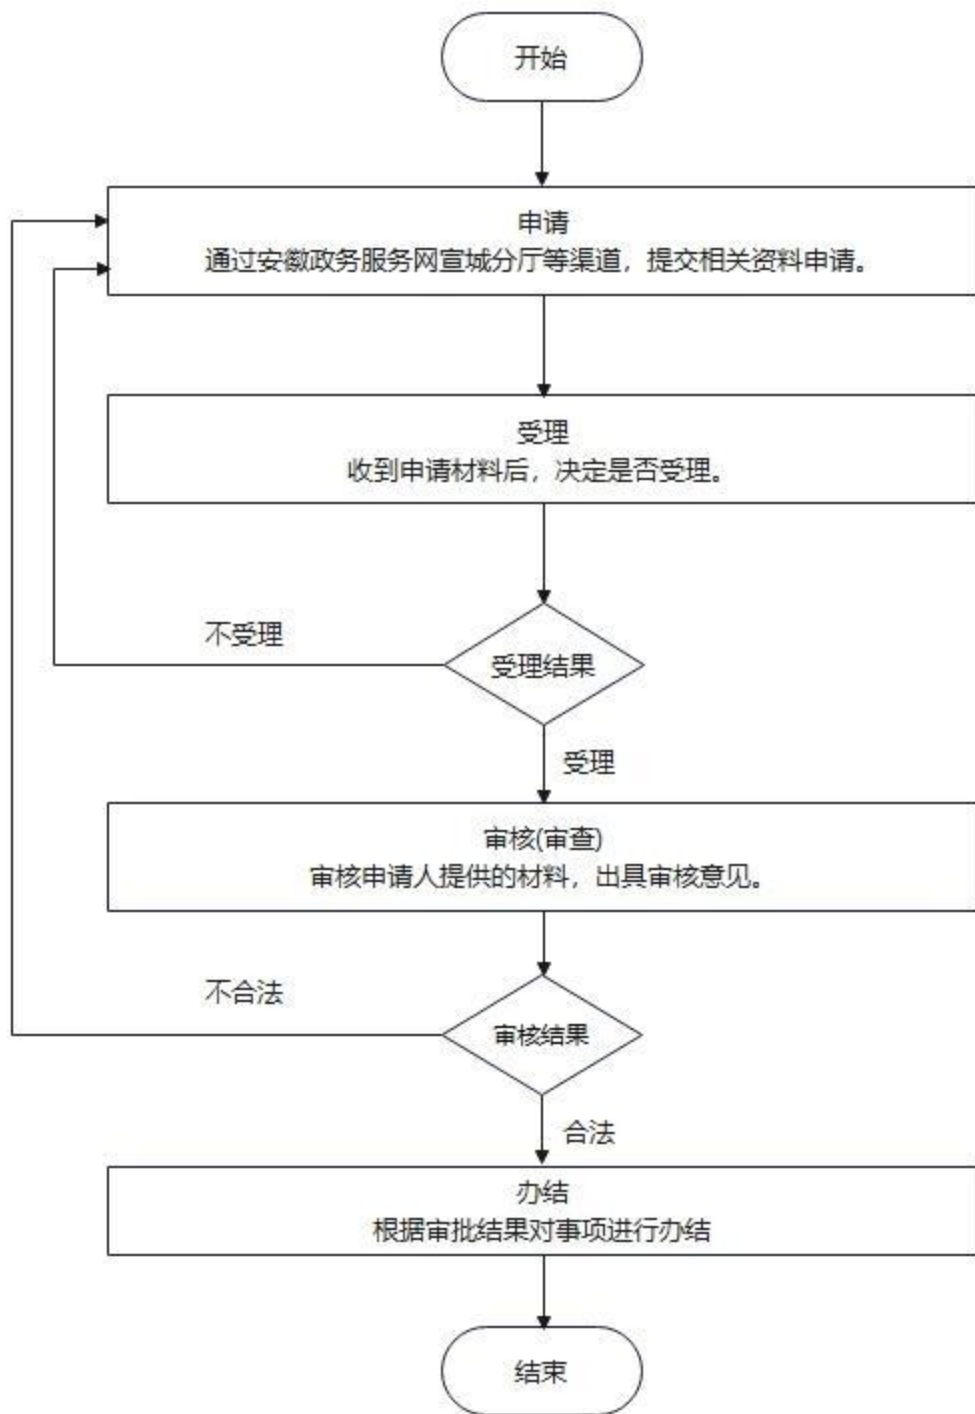 开始
申请
通过安徽政务服务网宣城分厅等渠道，提交相关资料申请。
受理
收到申请材料后，决定是否受理。
不受理
受理结果
受理
审核(审查)
审核申请人提供的材料，出具审核意见。
不合法
审核结果
合法
办结
根据审批结果对事项进行办结
结束